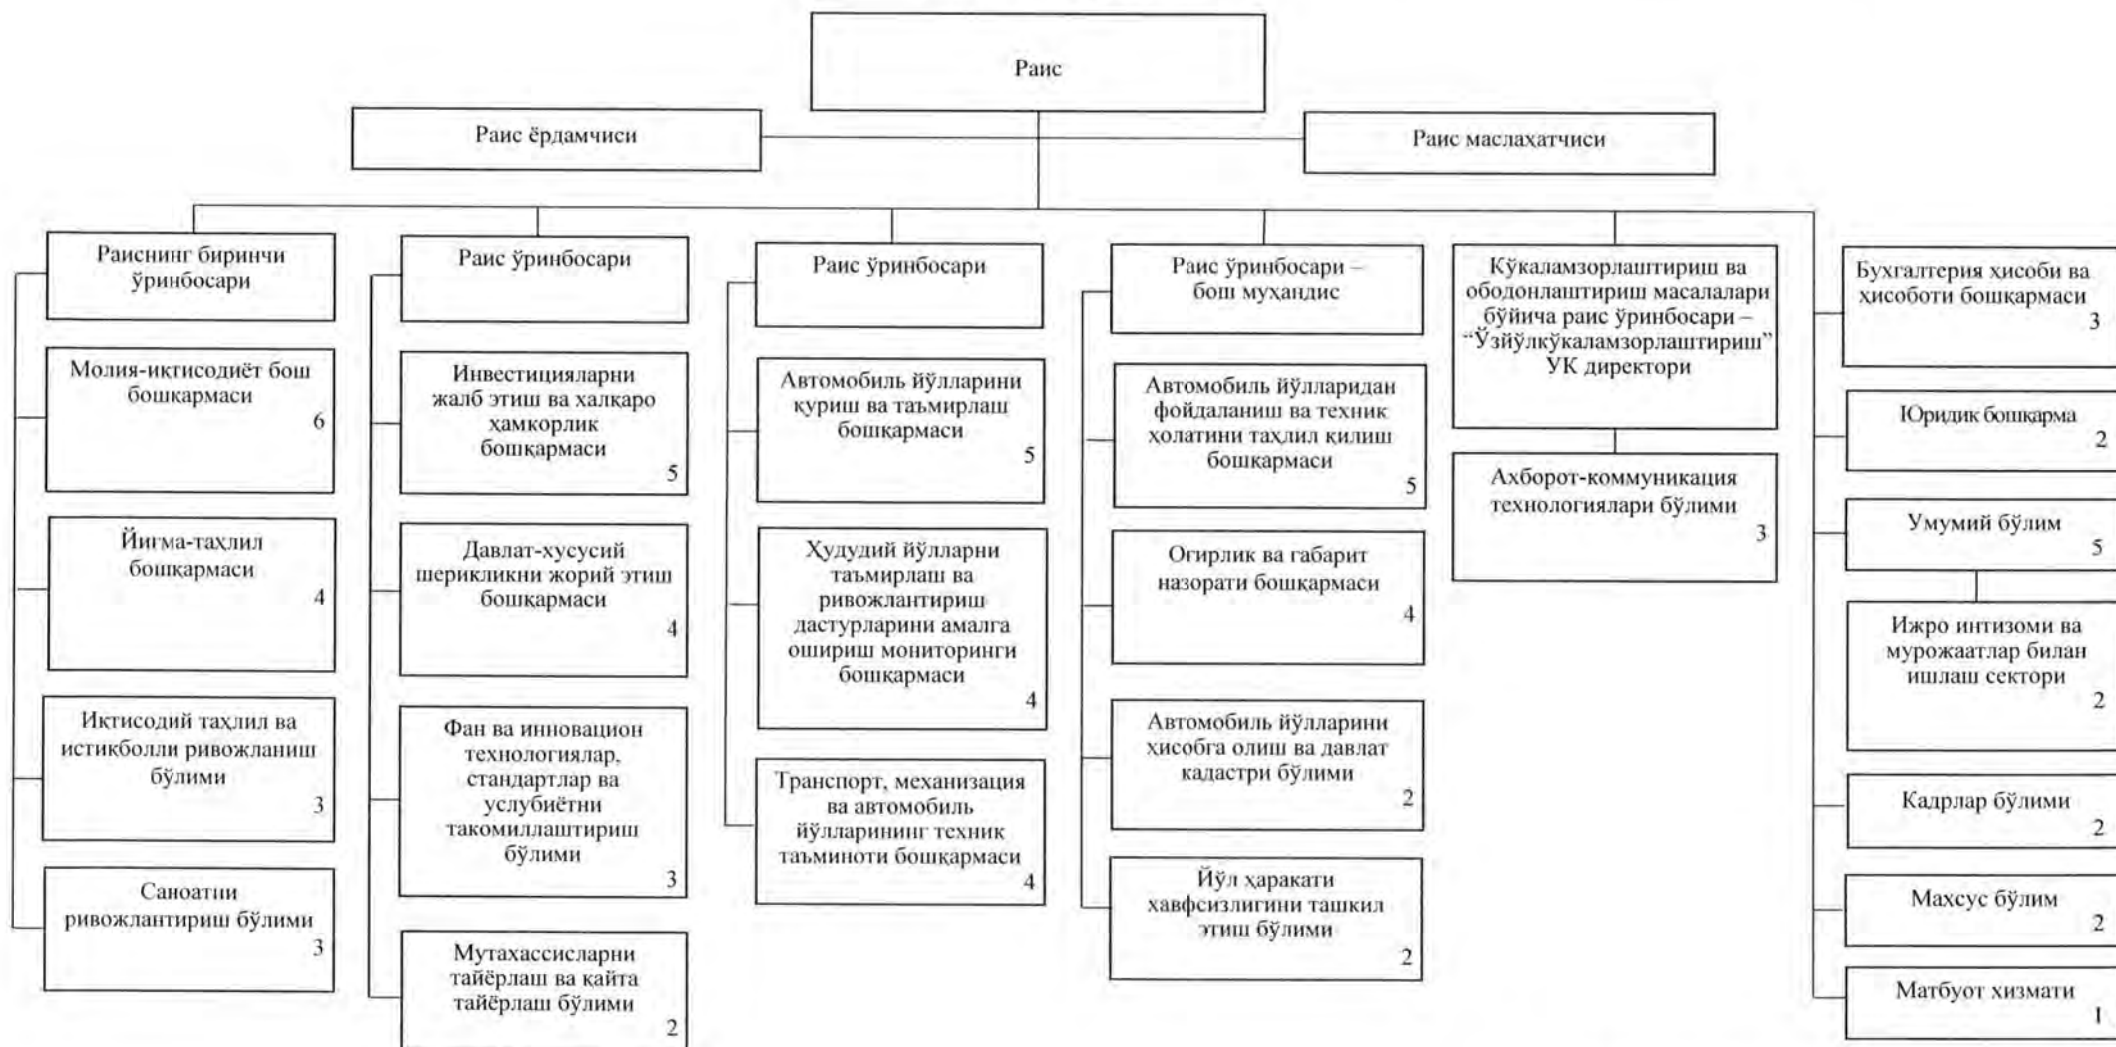 Раис
Раис ёрдамчиси
Раис маслаҳатчиси
Раиснинг биринчи
ўринбосари
Молия-иқтисодиёт бош
бошқармаси
6
Йиғма-таҳлил
бошқармаси
4
Иқтисодий таҳлил ва
истиқболли ривожланиш
бўлими
3
Саноатни
ривожлантириш бўлими
3
Раис ўринбосари
Инвестицияларни
жалб этиш ва халқаро
ҳамкорлик
бошқармаси
5
Давлат-хусусий
шерикликни жорий этиш
бошқармаси
4
Фан ва инновацион
технологиялар,
стандартлар ва
услубиётни
такомиллаштириш
бўлими
3
Мутахассисларни
тайёрлаш ва қайта
тайёрлаш бўлими
2
Раис ўринбосари
Автомобиль йўлларини
қуриш ва таъмирлаш
бошқармаси
5
Ҳудудий йўлларни
таъмирлаш ва
ривожлантириш
дастурларини амалга
ошириш мониторинги
бошқармаси
4
Транспорт, механизация
ва автомобиль
йўлларининг техник
таъминоти бошқармаси
4
Раис ўринбосари –
бош муҳандис
Автомобиль йўлларидан
фойдаланиш ва техник
ҳолатини таҳлил қилиш
бошқармаси
5
Оғирлик ва габарит
назорати бошқармаси
4
Автомобиль йўлларини
ҳисобга олиш ва давлат
кадастри бўлими
2
Йўл ҳаракати
хавфсизлигини ташкил
этиш бўлими
2
Кўкаламзорлаштириш ва
ободонлаштириш масалалари
бўйича раис ўринбосари –
“Ўзйўлкўкаламзорлаштириш”
УК директори
Ахборот-коммуникация
технологиялари бўлими
3
Бухгалтерия ҳисоби ва
ҳисоботи бошқармаси
3
Юридик бошқарма
2
Умумий бўлим
5
Ижро интизоми ва
мурожаатлар билан
ишлаш сектори
2
Кадрлар бўлими
2
Махсус бўлим
2
Матбуот хизмати
1